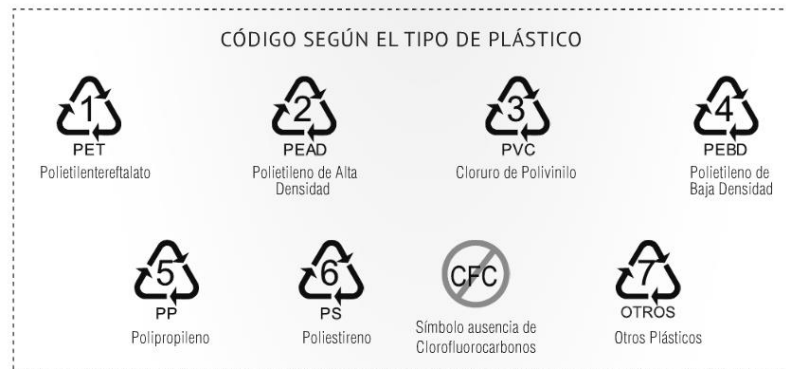 CÓDIGO SEGÚN EL TIPO DE PLÁSTICO
1
PET
Polietilentereftalato
2
PEAD
Polietileno de Alta
Densidad
3
PVC
Cloruro de Polivinilo
4
PEBD
Polietileno de
Baja Densidad
5
PP
Polipropileno
6
PS
Poliestireno
CFC
Símbolo ausencia de
Clorofluorocarbonos
7
OTROS
Otros Plásticos